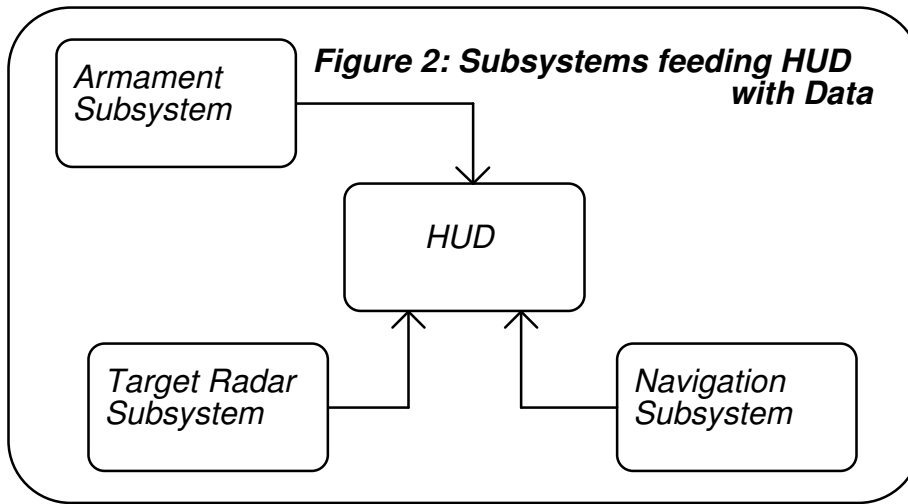 Armament
Subsystem
Figure 2: Subsystems feeding HUD
with Data
HUD
Target Radar
Subsystem
Navigation
Subsystem